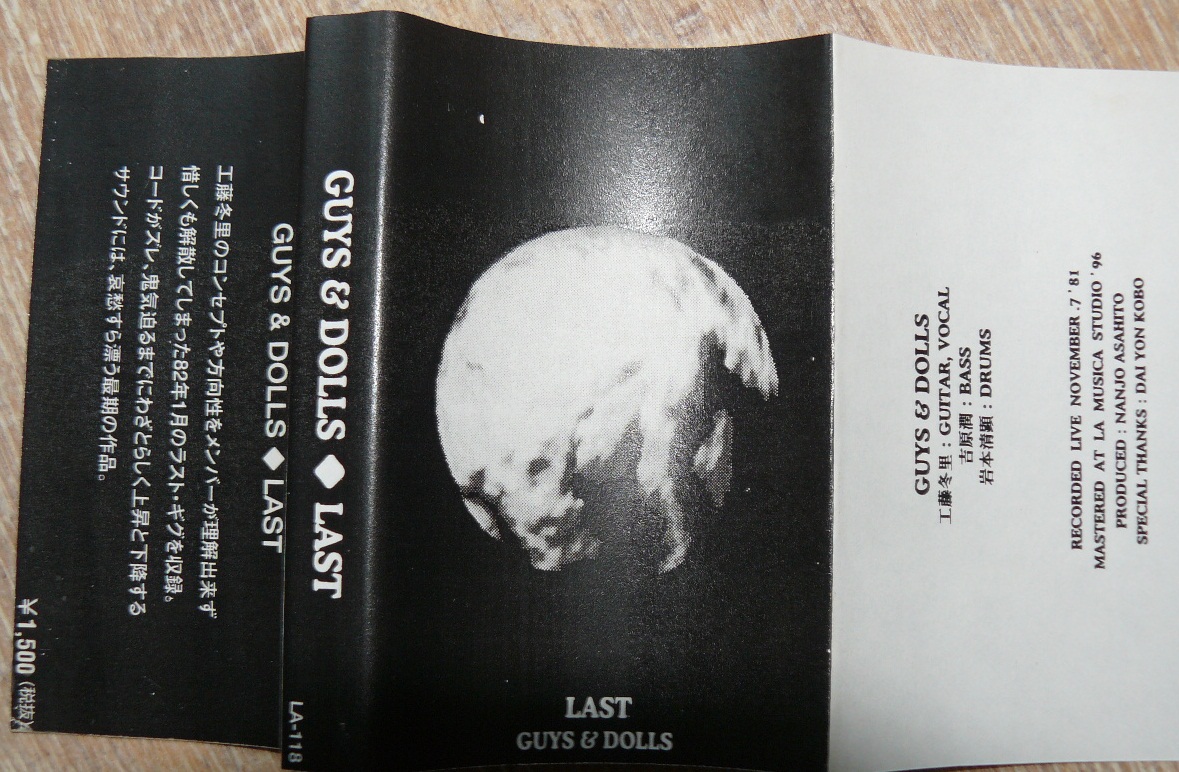 GUYS & DOLLS ◆ LAST
工藤冬里のコンセプトや方向性をメンバーが理解出来ず
惜しくも解散してしまった82年1月のラスト・ギグを収録。
コードがズレ、鬼気迫るまでにわざとらしく上昇と下降する
サウンドには、哀愁すら漂う最期の作品。
¥1,500（税抜）
GUYS & DOLLS ◆ LAST
LA-118
LAST
GUYS & DOLLS
GUYS & DOLLS
工藤冬里 : GUITAR, VOCAL
吉原潤 : BASS
岩本清顕 : DRUMS
RECORDED LIVE NOVEMBER .7 '81
MASTERED AT LA MUSICA STUDIO '96
PRODUCED : NANJO ASAHITO
SPECIAL THANKS : DAI YON KOBO